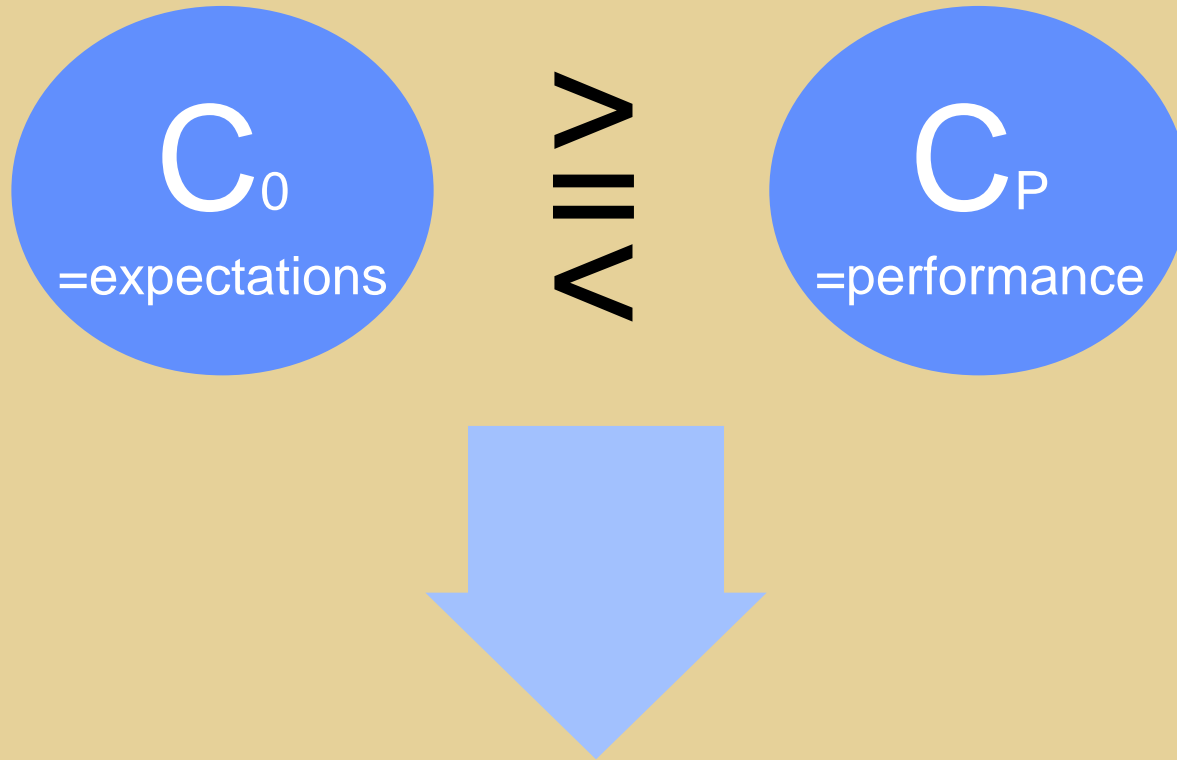 C0
=expectations
>
=
<
CP
=performance